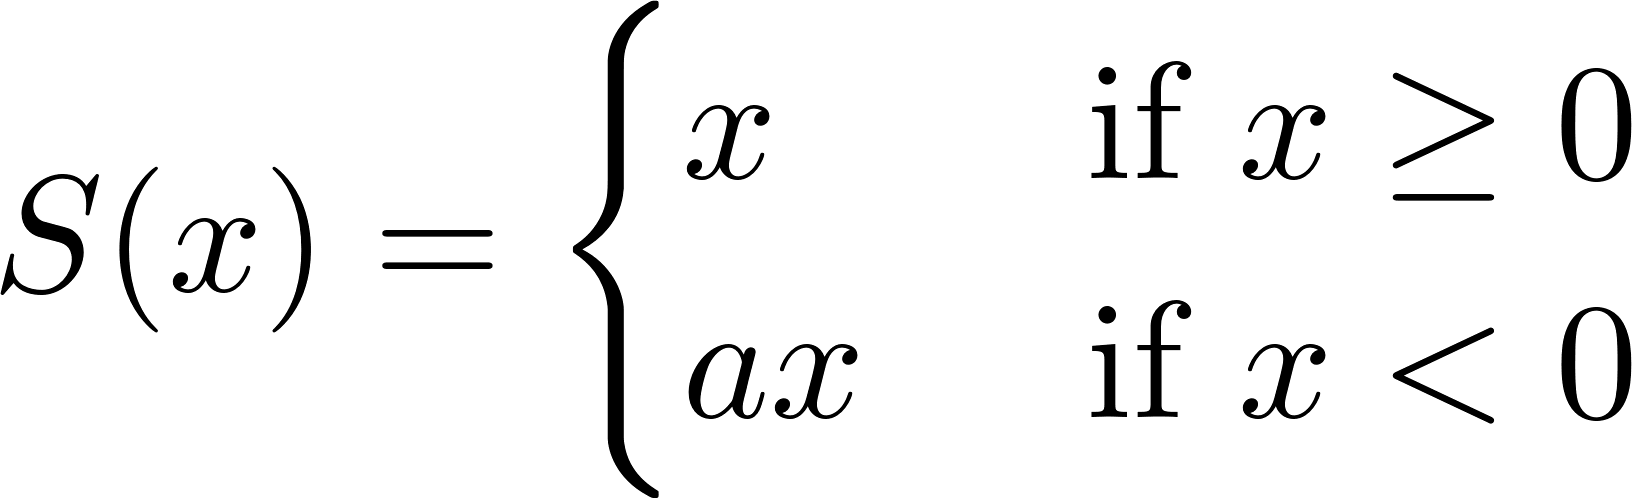 S(x) = { x if x ≥ 0
ax if x < 0